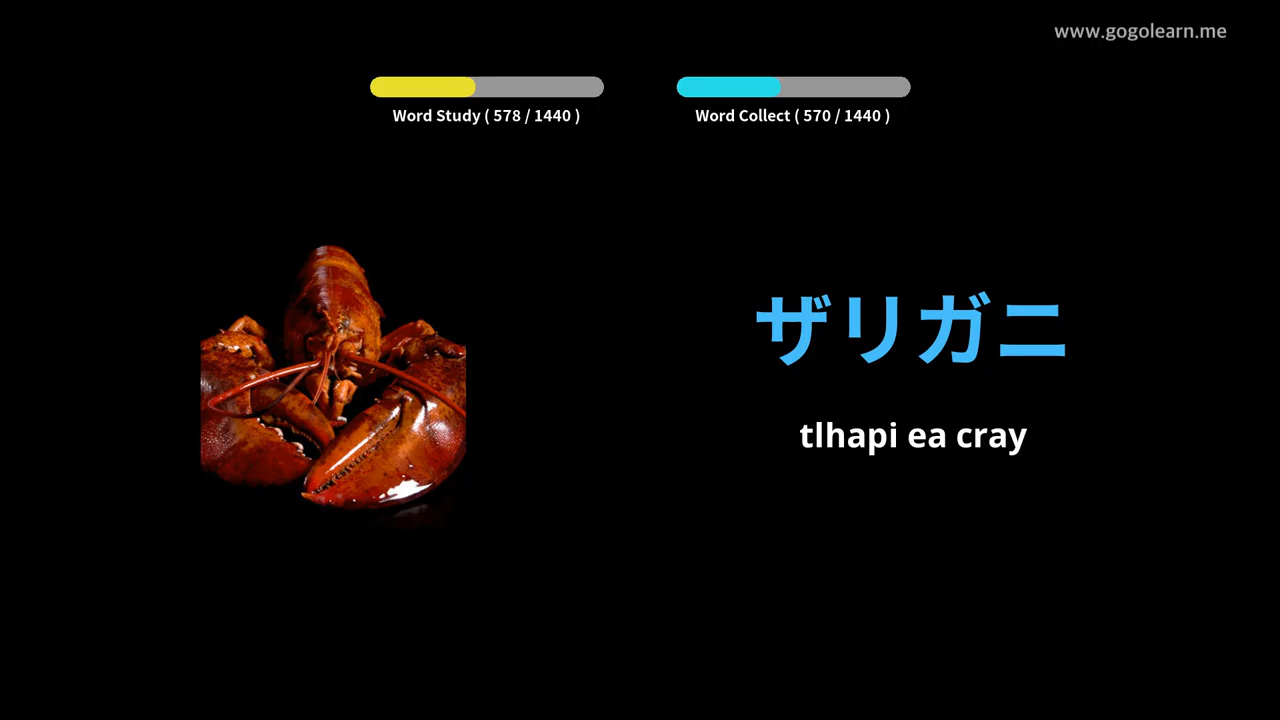 www.gogolearn.me
Word Study ( 578 / 1440 )
Word Collect ( 570 / 1440 )
ザリガニ
tlhapi ea cray